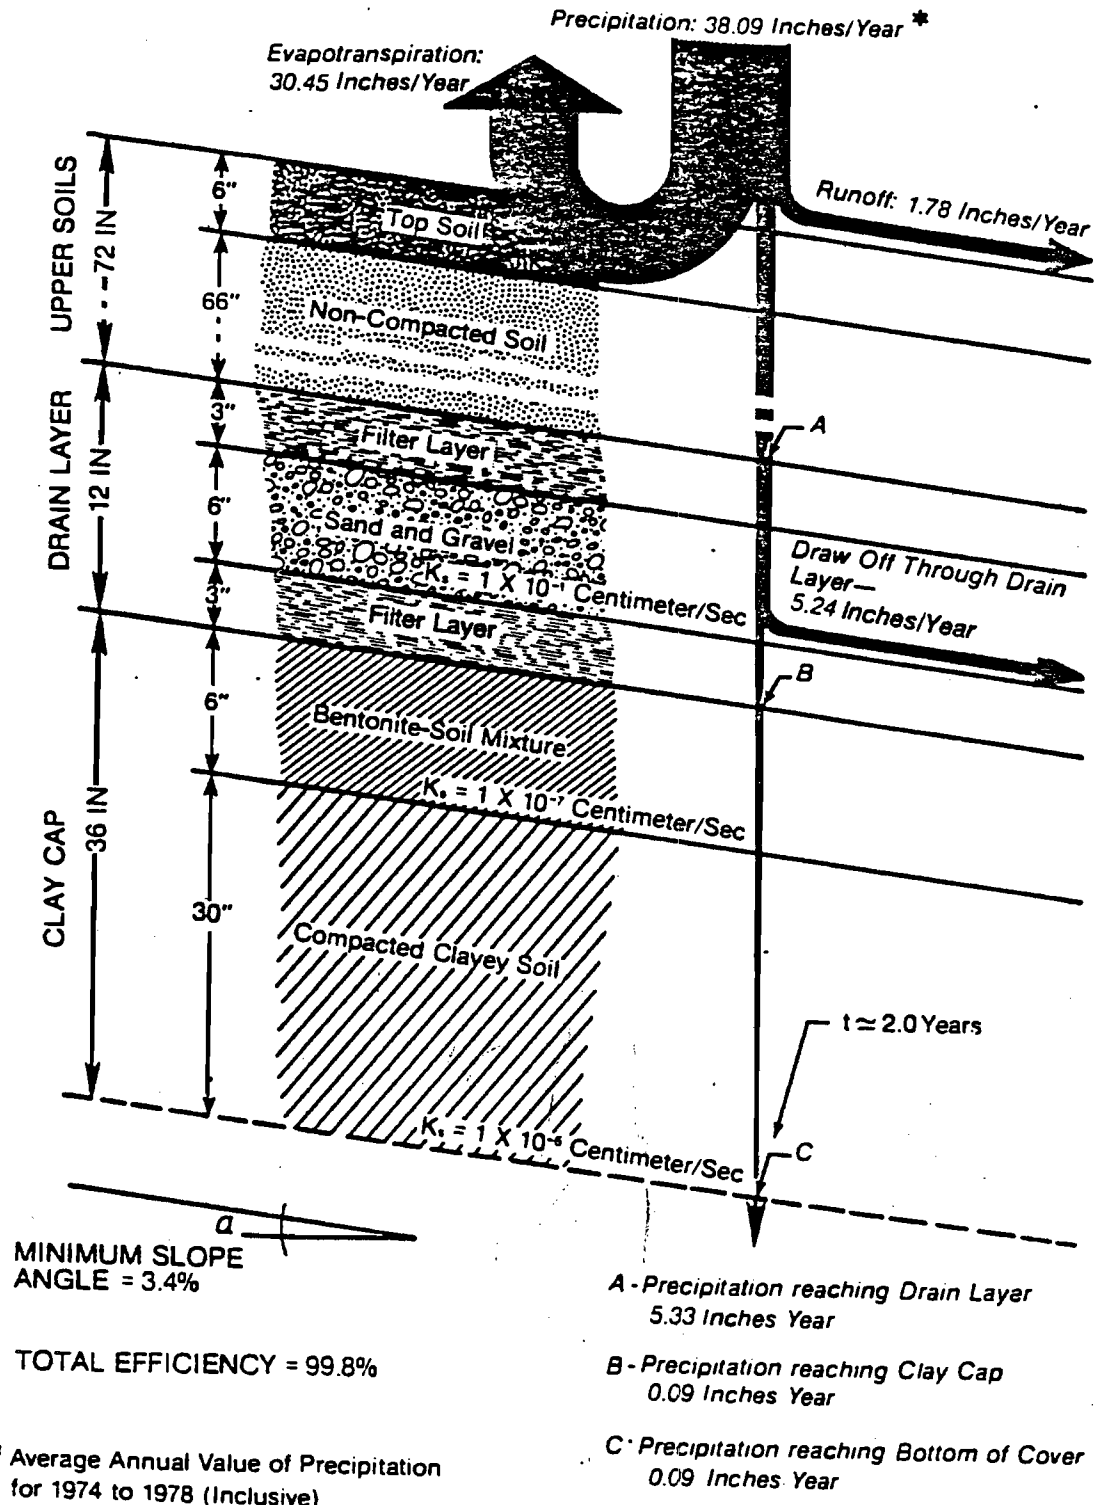 Precipitation: 38.09 Inches/Year *
Evapotranspiration:
30.45 Inches/Year
Runoff: 1.78 Inches/Year
UPPER SOILS
72 IN
6"
Top Soil
66"
Non-Compacted Soil
DRAIN LAYER
12 IN
3"
Filter Layer
A
6"
Sand and Gravel
Kₛ = 1 X 10⁻¹ Centimeter/Sec
Draw Off Through Drain
Layer—
5.24 Inches/Year
3"
Filter Layer
B
CLAY CAP
36 IN
6"
Bentonite-Soil Mixture
Kₛ = 1 X 10⁻⁷ Centimeter/Sec
30"
Compacted Clayey Soil
t ≃ 2.0 Years
Centimeter/Sec
C
a
MINIMUM SLOPE
ANGLE = 3.4%
TOTAL EFFICIENCY = 99.8%
* Average Annual Value of Precipitation
for 1974 to 1978 (Inclusive)
A - Precipitation reaching Drain Layer
5.33 Inches Year
B - Precipitation reaching Clay Cap
0.09 Inches Year
C - Precipitation reaching Bottom of Cover
0.09 Inches Year